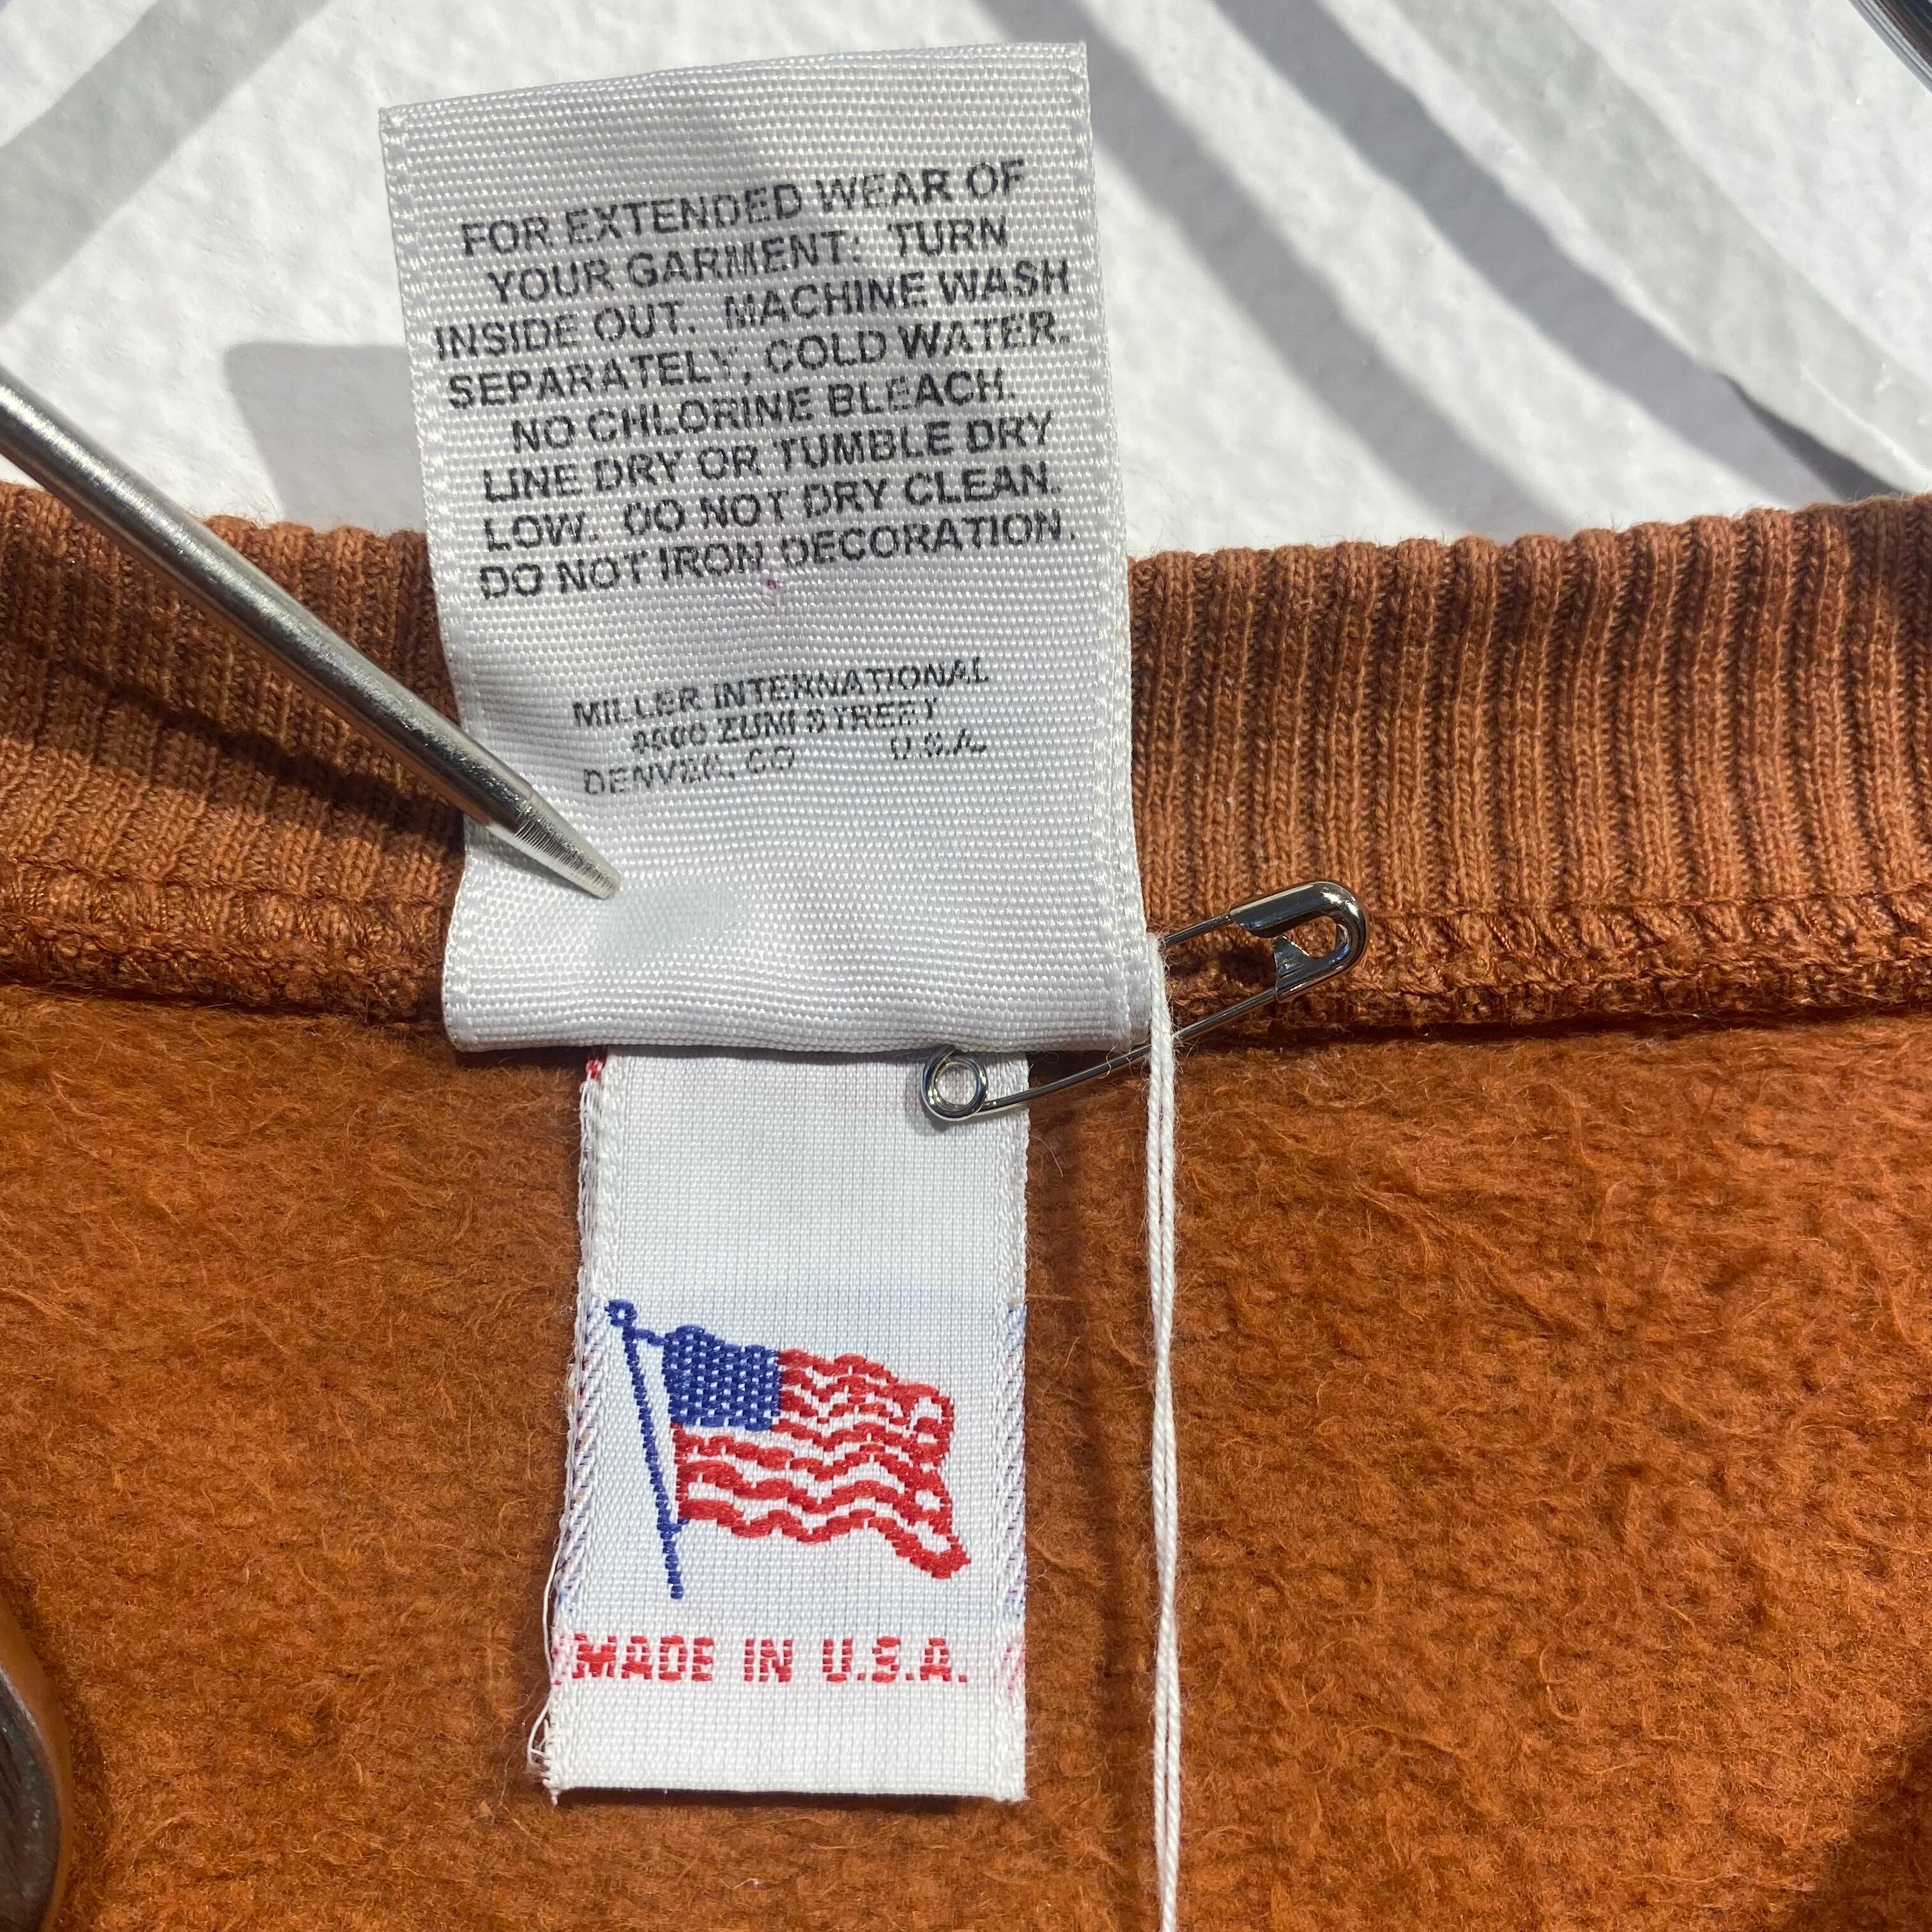 FOR EXTENDED WEAR OF
YOUR GARMENT: TURN
INSIDE OUT. MACHINE WASH
SEPARATELY, COLD WATER.
NO CHLORINE BLEACH.
LINE DRY OR TUMBLE DRY
LOW. DO NOT DRY CLEAN.
DO NOT IRON DECORATION.
MILLER INTERNATIONAL
ZUNI STREET
DENVER, CO U.S.A.
MADE IN U.S.A.